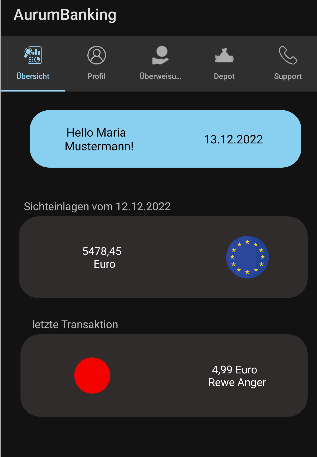 AurumBanking
Übersicht
Profil
Überweisu...
Depot
Support
Hello Maria
Mustermann!
13.12.2022
Sichteinlagen vom 12.12.2022
5478,45
Euro
letzte Transaktion
4,99 Euro
Rewe Anger